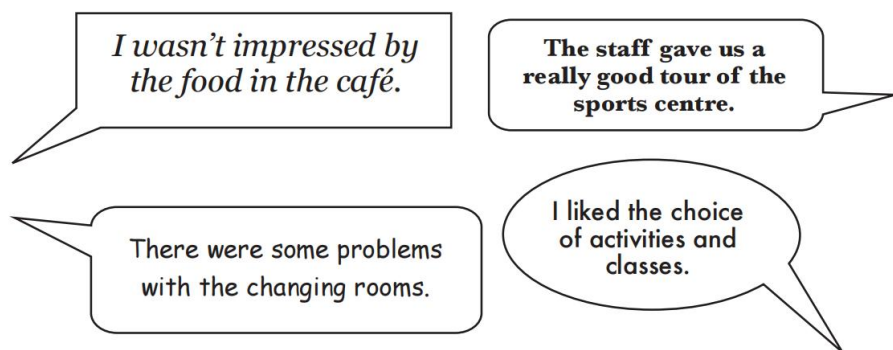 I wasn't impressed by
the food in the café.
The staff gave us a
really good tour of the
sports centre.
There were some problems
with the changing rooms.
I liked the choice
of activities and
classes.